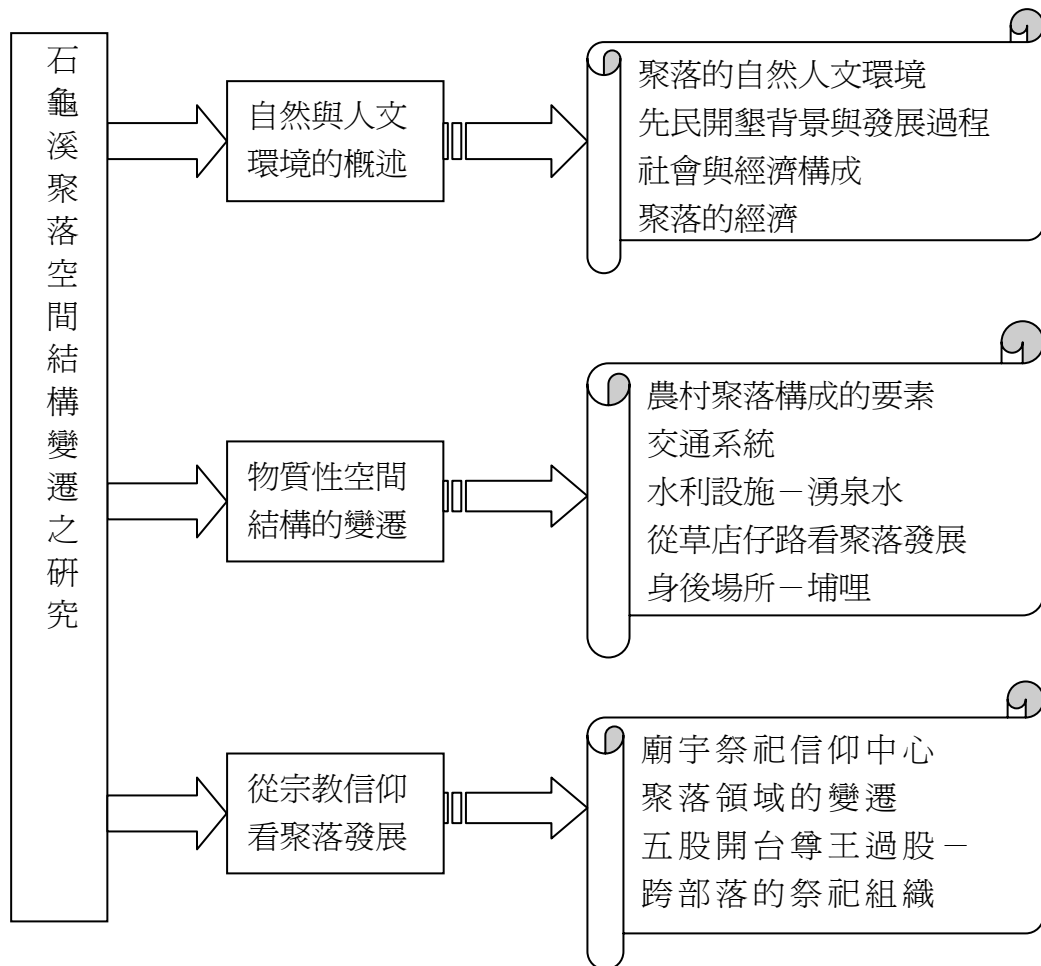 石龜溪聚落空間結構變遷之研究
自然與人文
環境的概述
聚落的自然人文環境
先民開墾背景與發展過程
社會與經濟構成
聚落的經濟
物質性空間
結構的變遷
農村聚落構成的要素
交通系統
水利設施－湧泉水
從草店仔路看聚落發展
身後場所－埔哩
從宗教信仰
看聚落發展
廟宇祭祀信仰中心
聚落領域的變遷
五股開台尊王過股－
跨部落的祭祀組織